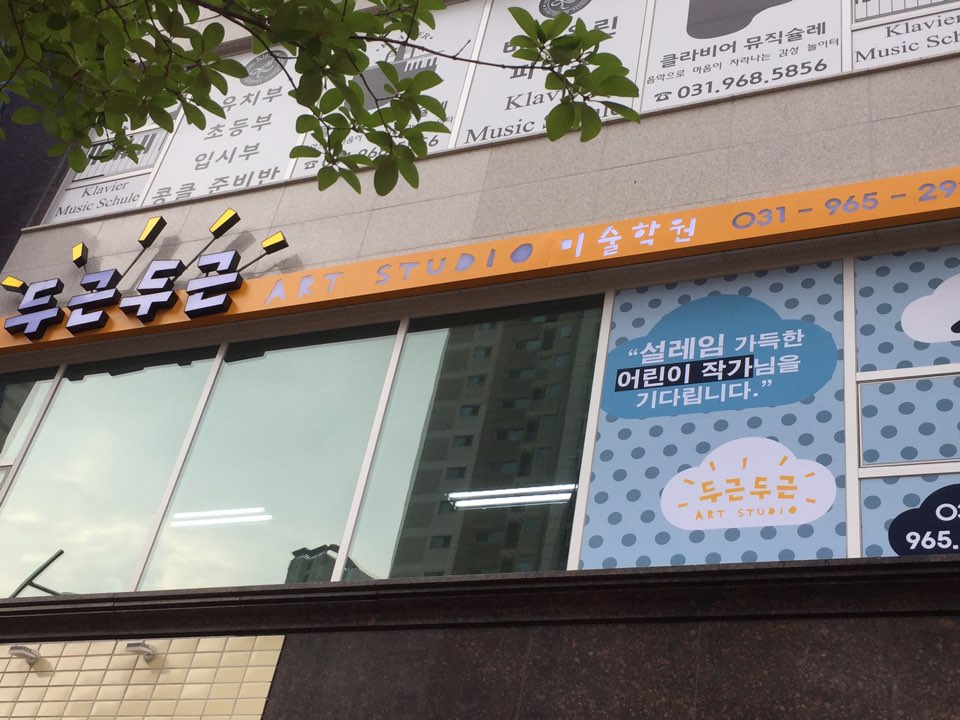 클라비어 뮤직슐레
음악으로 마음이 자라나는 감성 놀이터
☎ 031.968.5856
Klavier
Music Schule
Klavier
Music
초등부
입시부
콩쿨 준비반
Klavier
Music Schule
두근두근 ART STUDIO 미술학원 031-965-29
“설레임 가득한
어린이 작가님을
기다립니다.”
두근두근
ART STUDIO
965.